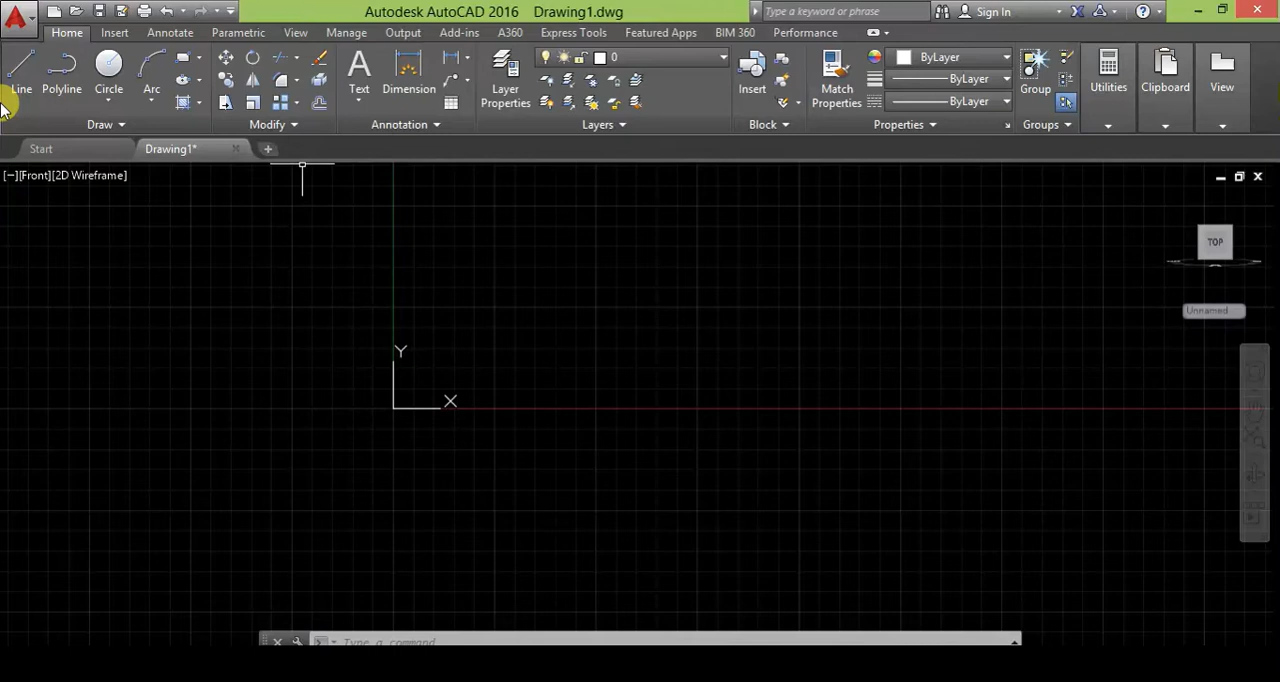 Autodesk AutoCAD 2016 Drawing1.dwg Type a keyword or phrase Sign In
Home Insert Annotate Parametric View Manage Output Add-ins A360 Express Tools Featured Apps BIM 360 Performance
0 ByLayer
Line Polyline Circle Arc Text Dimension Layer Properties Insert Match Properties ByLayer Group Utilities Clipboard View
ByLayer
Draw Modify Annotation Layers Block Properties Groups
Start Drawing1*
[−][Front][2D Wireframe]
TOP
Unnamed
Y
X
Type a command